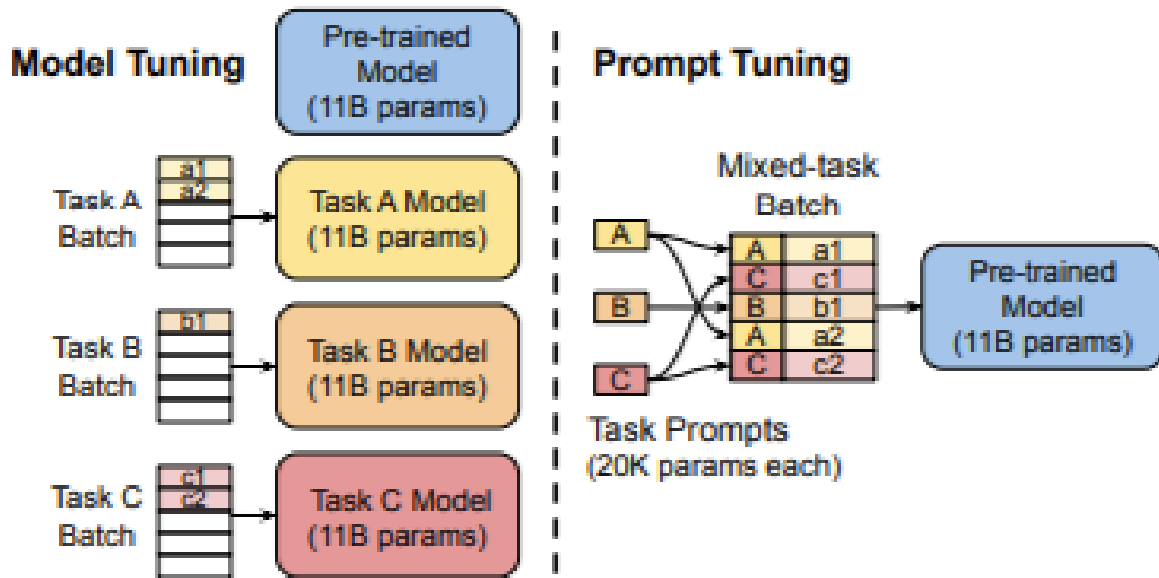 Model Tuning
Pre-trained
Model
(11B params)
Task A
Batch
a1
a2
Task A Model
(11B params)
Task B
Batch
b1
Task B Model
(11B params)
Task C
Batch
c1
c2
Task C Model
(11B params)
Prompt Tuning
Mixed-task
Batch
A
B
C
A a1
C c1
B b1
A a2
C c2
Pre-trained
Model
(11B params)
Task Prompts
(20K params each)